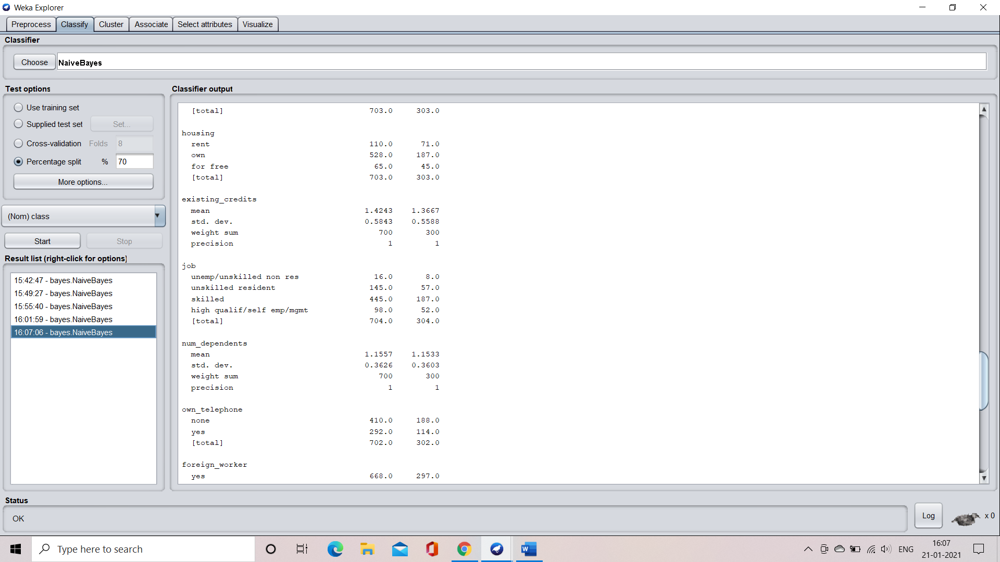 Weka Explorer
Preprocess Classify Cluster Associate Select attributes Visualize
Classifier
Choose NaiveBayes
Test options
Use training set
Supplied test set Set...
Cross-validation Folds 8
Percentage split % 70
More options...
(Nom) class
Start Stop
Result list (right-click for options)
15:42:47 - bayes.NaiveBayes
15:49:27 - bayes.NaiveBayes
15:55:40 - bayes.NaiveBayes
16:01:59 - bayes.NaiveBayes
16:07:06 - bayes.NaiveBayes
Classifier output
[total] 703.0 303.0
housing
rent 110.0 71.0
own 528.0 187.0
for free 65.0 45.0
[total] 703.0 303.0
existing_credits
mean 1.4243 1.3667
std. dev. 0.5843 0.5588
weight sum 700 300
precision 1 1
job
unemp/unskilled non res 16.0 8.0
unskilled resident 145.0 57.0
skilled 445.0 187.0
high qualif/self emp/mgmt 98.0 52.0
[total] 704.0 304.0
num_dependents
mean 1.1557 1.1533
std. dev. 0.3626 0.3603
weight sum 700 300
precision 1 1
own_telephone
none 410.0 188.0
yes 292.0 114.0
[total] 702.0 302.0
foreign_worker
yes 668.0 297.0
Status
OK
Log
x 0
Type here to search
ENG
16:07
21-01-2021